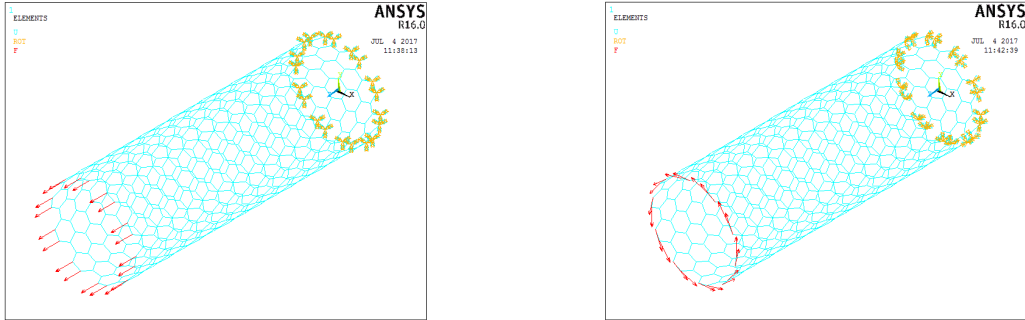 1
ELEMENTS
U
ROT
F
ANSYS
R16.0
JUL 4 2017
11:38:13
Y
Z
X
1
ELEMENTS
U
ROT
F
ANSYS
R16.0
JUL 4 2017
11:42:39
Y
Z
X